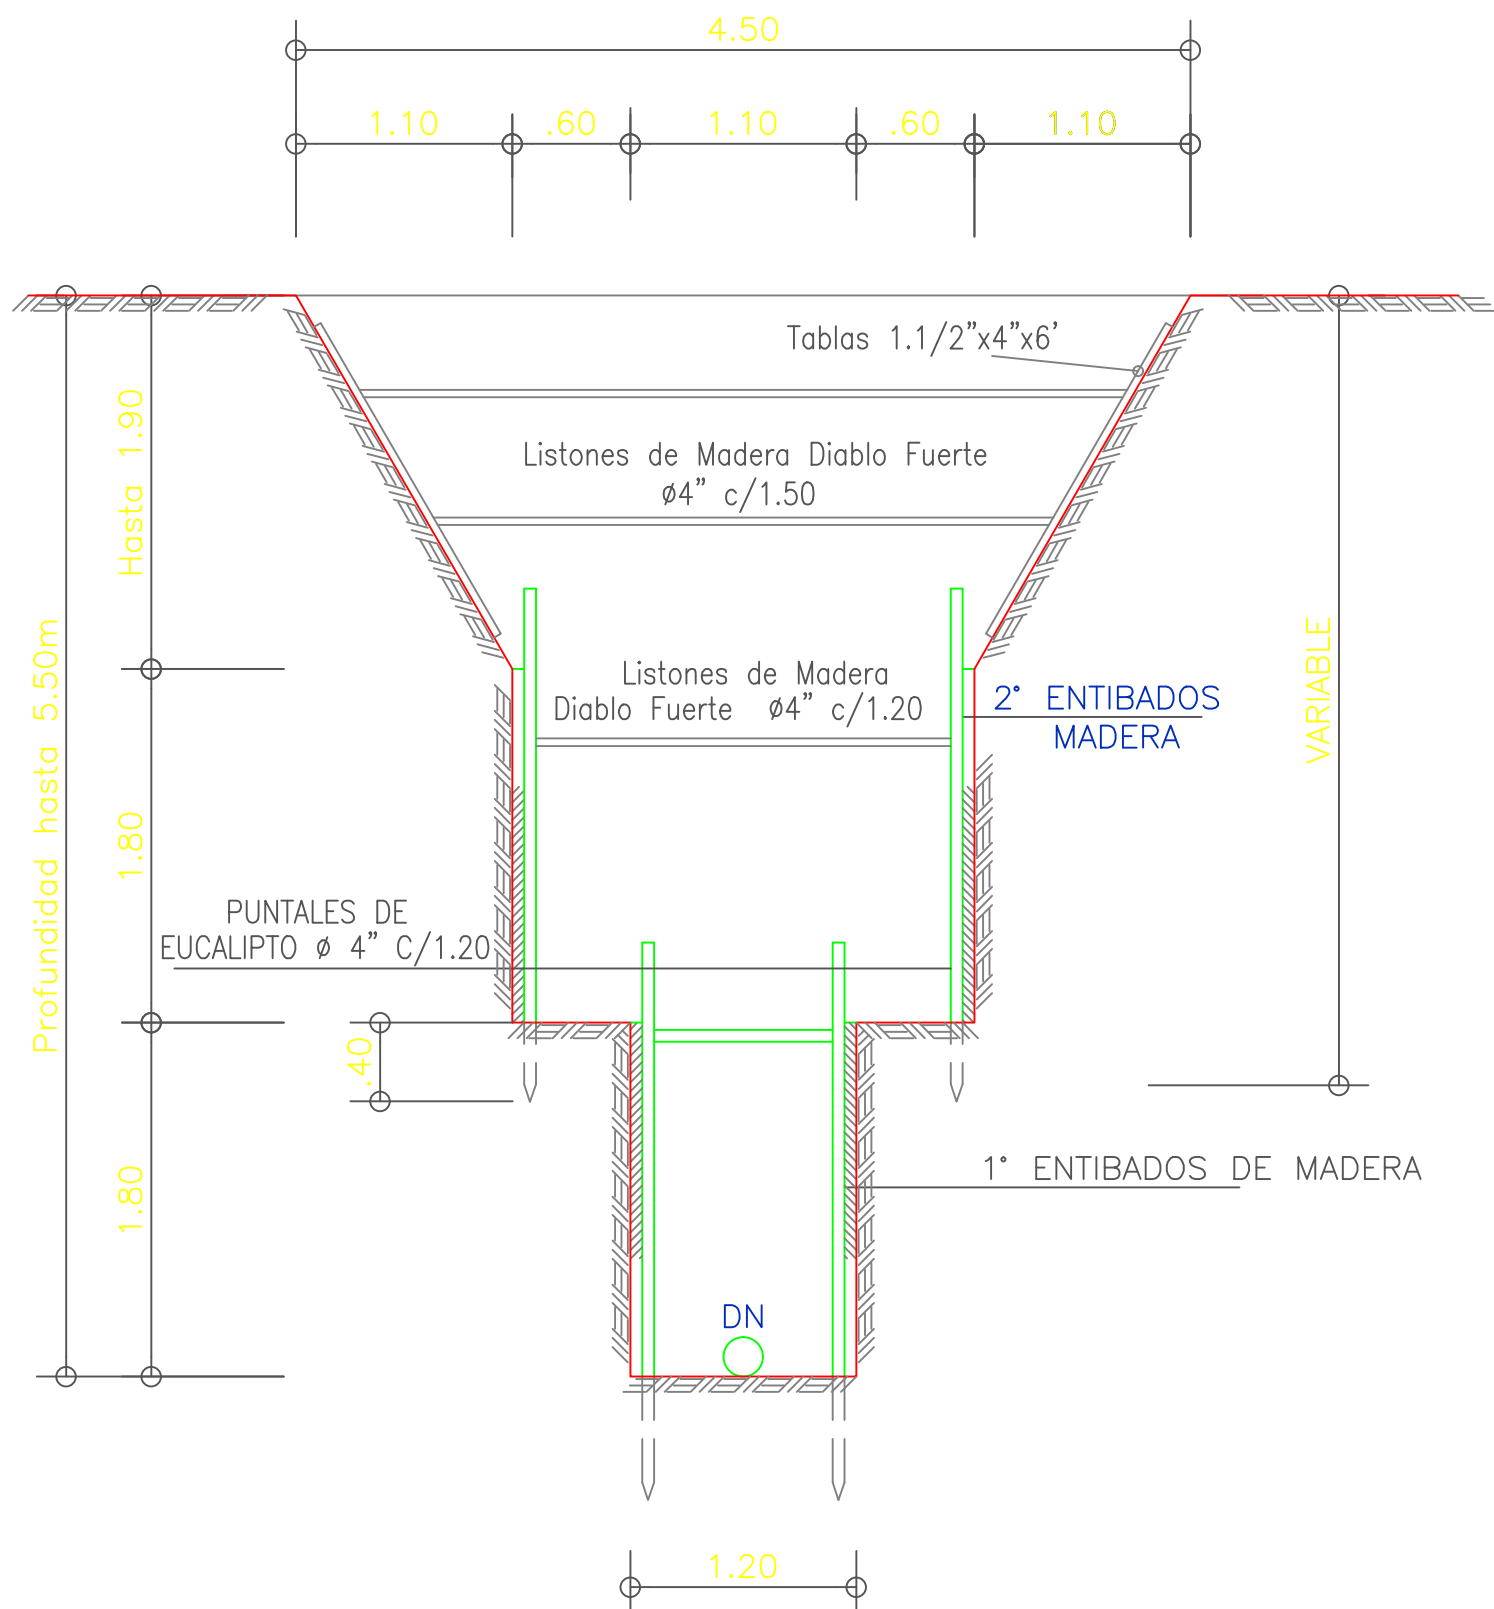 4.50
1.10 .60 1.10 .60 1.10
Tablas 1.1/2”x4”x6’
Hasta 1.90
Listones de Madera Diablo Fuerte
ø4” c/1.50
Profundidad hasta 5.50m
VARIABLE
Listones de Madera
Diablo Fuerte ø4” c/1.20
2° ENTIBADOS
MADERA
1.80
PUNTALES DE
EUCALIPTO ø 4” C/1.20
.40
1.80
1° ENTIBADOS DE MADERA
DN
1.20